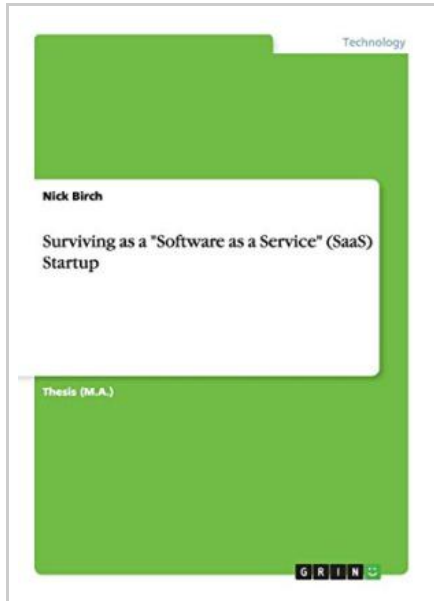 Technology
Nick Birch
Surviving as a "Software as a Service" (SaaS)
Startup
Thesis (M.A.)
GRIN